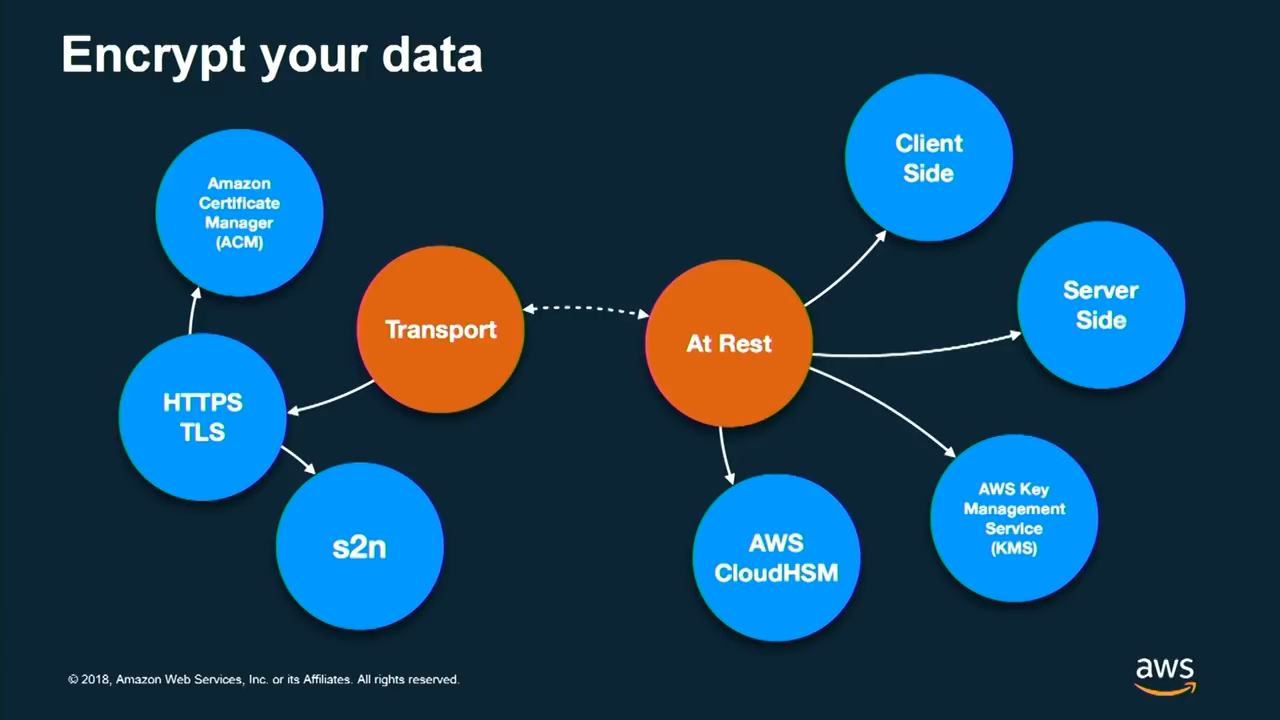 Encrypt your data
Amazon
Certificate
Manager
(ACM)
HTTPS
TLS
s2n
Transport
At Rest
Client
Side
Server
Side
AWS Key
Management
Service
(KMS)
AWS
CloudHSM
© 2018, Amazon Web Services, Inc. or its Affiliates. All rights reserved.
aws